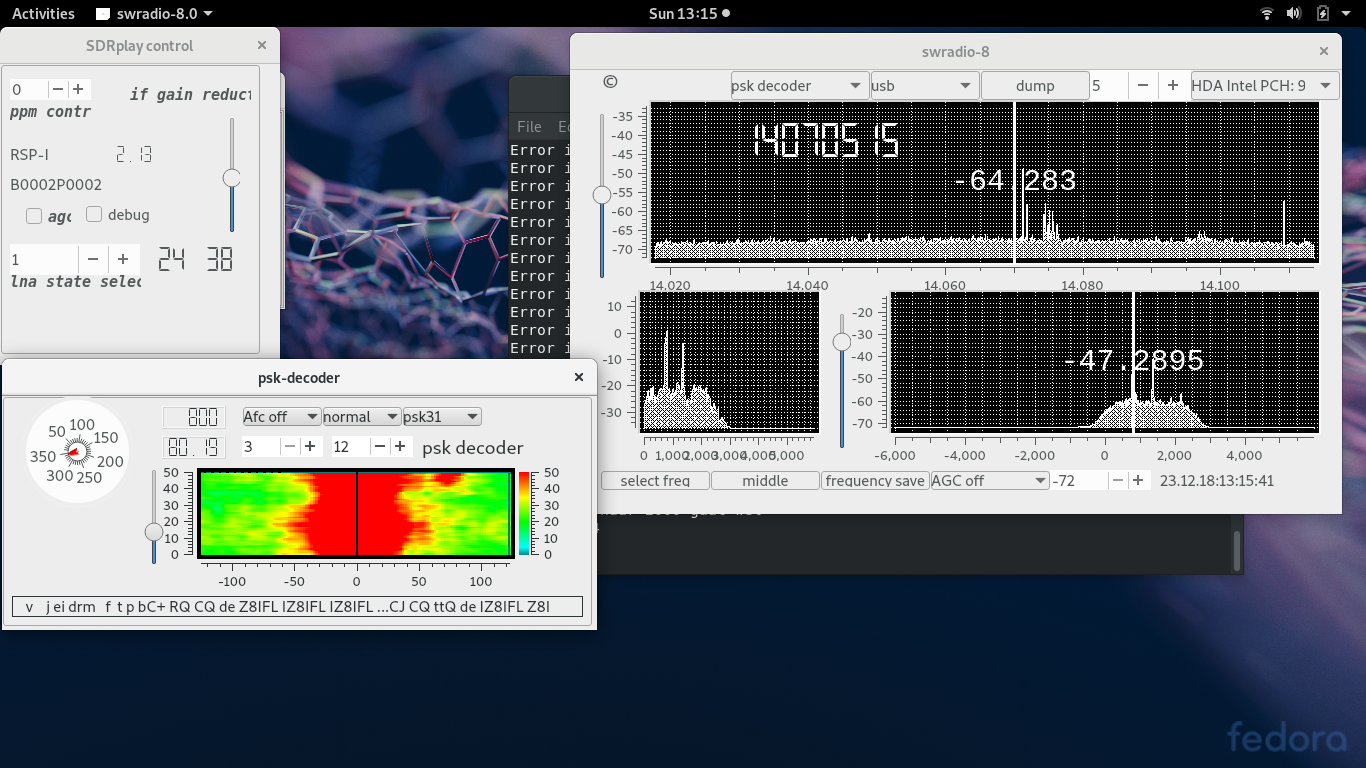 Activities swradio-8.0 Sun 13:15
SDRplay control
0
ppm contr
if gain reduct
RSP-I 2.13
B0002P0002
agc debug
1 24 38
lna state selec
File
Error i
Error i
Error i
Error i
Error i
Error i
Error i
Error i
Error i
Error i
Error i
Error i
swradio-8
© psk decoder usb dump 5 HDA Intel PCH: 9
-35
-40
-45
-50
-55
-60
-65
-70
14070515
-64.283
14.020 14.040 14.060 14.080 14.100
10
0
-10
-20
-30
0 1,000 2,000 3,000 4,000 5,000
-20
-30
-40
-50
-60
-70
-47.2895
-6,000 -4,000 -2,000 0 2,000 4,000
select freq middle frequency save AGC off -72 23.12.18:13:15:41
psk-decoder
50 100 150 200 250 300 350
800 Afc off normal psk31
80.19 3 12 psk decoder
50
40
30
20
10
0
50
40
30
20
10
0
-100 -50 0 50 100
v j ei drm f t p bC+ RQ CQ de Z8IFL IZ8IFL IZ8IFL ...CJ CQ ttQ de IZ8IFL Z8I
fedora